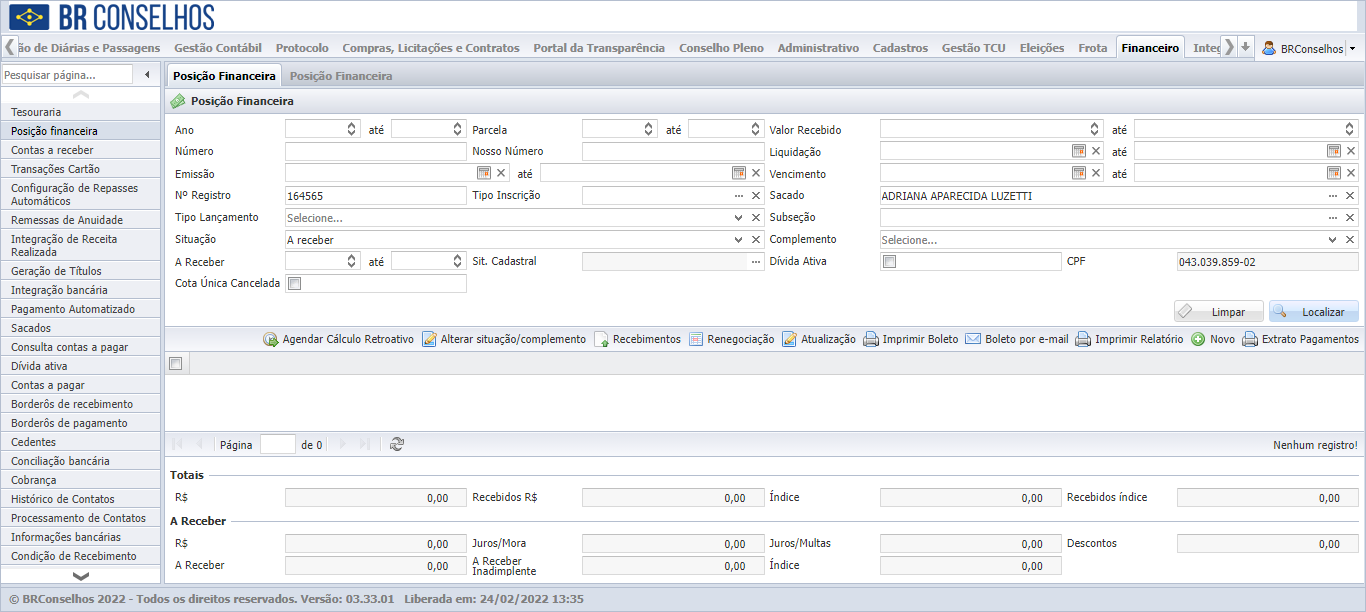 BR CONSELHOS
ão de Diárias e Passagens Gestão Contábil Protocolo Compras, Licitações e Contratos Portal da Transparência Conselho Pleno Administrativo Cadastros Gestão TCU Eleições Frota Financeiro Integ BRConselhos
Pesquisar página...
Tesouraria
Posição financeira
Contas a receber
Transações Cartão
Configuração de Repasses
Automáticos
Remessas de Anuidade
Integração de Receita
Realizada
Geração de Títulos
Integração bancária
Pagamento Automatizado
Sacados
Consulta contas a pagar
Dívida ativa
Contas a pagar
Borderôs de recebimento
Borderôs de pagamento
Cedentes
Conciliação bancária
Cobrança
Histórico de Contatos
Processamento de Contatos
Informações bancárias
Condição de Recebimento
Posição Financeira Posição Financeira
Posição Financeira
Ano até Parcela até Valor Recebido até
Número Nosso Número Liquidação até
Emissão até Vencimento até
Nº Registro 164565 Tipo Inscrição Sacado ADRIANA APARECIDA LUZETTI
Tipo Lançamento Selecione... Subseção
Situação A receber Complemento Selecione...
A Receber até Sit. Cadastral Dívida Ativa CPF 043.039.859-02
Cota Única Cancelada
Limpar Localizar
Agendar Cálculo Retroativo Alterar situação/complemento Recebimentos Renegociação Atualização Imprimir Boleto Boleto por e-mail Imprimir Relatório Novo Extrato Pagamentos
Página de 0 Nenhum registro!
Totais
R$ 0,00 Recebidos R$ 0,00 Índice 0,00 Recebidos índice 0,00
A Receber
R$ 0,00 Juros/Mora 0,00 Juros/Multas 0,00 Descontos 0,00
A Receber 0,00 A Receber Inadimplente 0,00 Índice 0,00
© BRConselhos 2022 - Todos os direitos reservados. Versão: 03.33.01 Liberada em: 24/02/2022 13:35